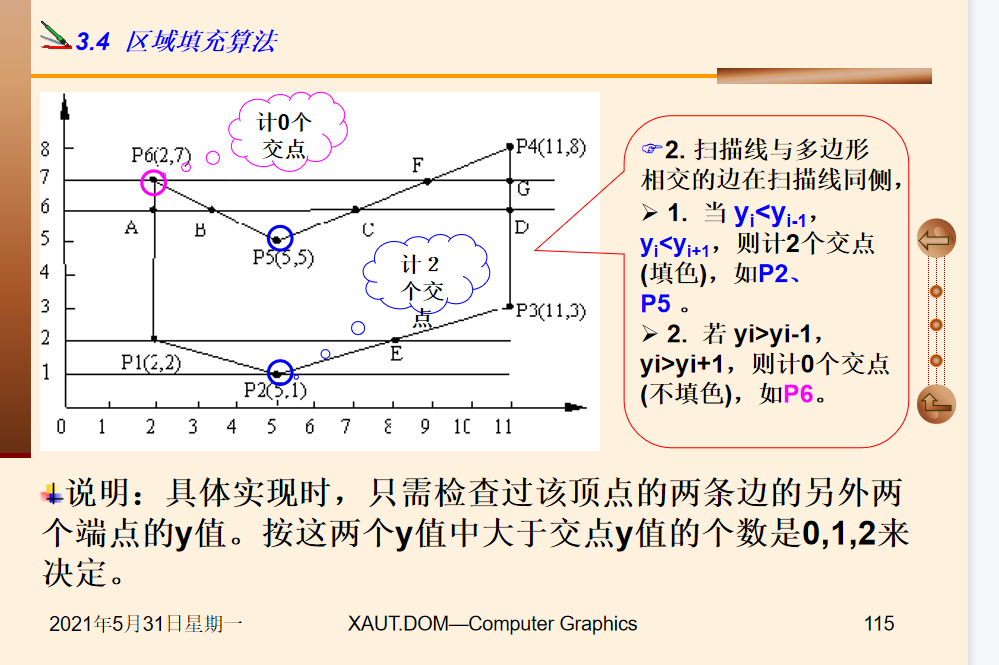 3.4 区域填充算法
计0个
交点
8
7
6
5
4
3
2
1
P6(2,7)
P4(11,8)
F
G
A
B
C
D
P5(5,5)
计 2
个交
点
P3(11,3)
P1(2,2)
E
P2(5,1)
0 1 2 3 4 5 6 7 8 9 10 11
2. 扫描线与多边形
相交的边在扫描线同侧，
➢ 1. 当 yi<yi-1，
yi<yi+1，则计2个交点
(填色)，如P2、
P5 。
➢ 2. 若 yi>yi-1,
yi>yi+1，则计0个交点
(不填色)，如P6。
说明：具体实现时，只需检查过该顶点的两条边的另外两
个端点的y值。按这两个y值中大于交点y值的个数是0,1,2来
决定。
2021年5月31日星期一
XAUT.DOM—Computer Graphics
115